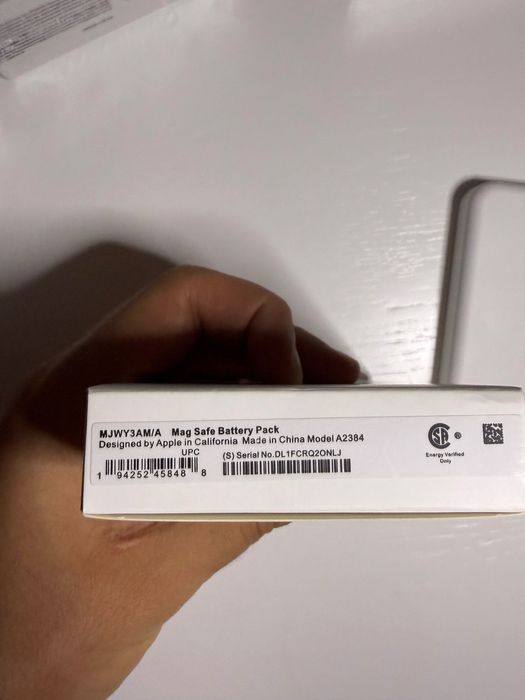 MJWY3AM/A Mag Safe Battery Pack
Designed by Apple in California Made in China Model A2384
UPC
(S) Serial No.DL1FCRQ2ONLJ
1 94252 45848 8
SA ®
Energy Verified
Only